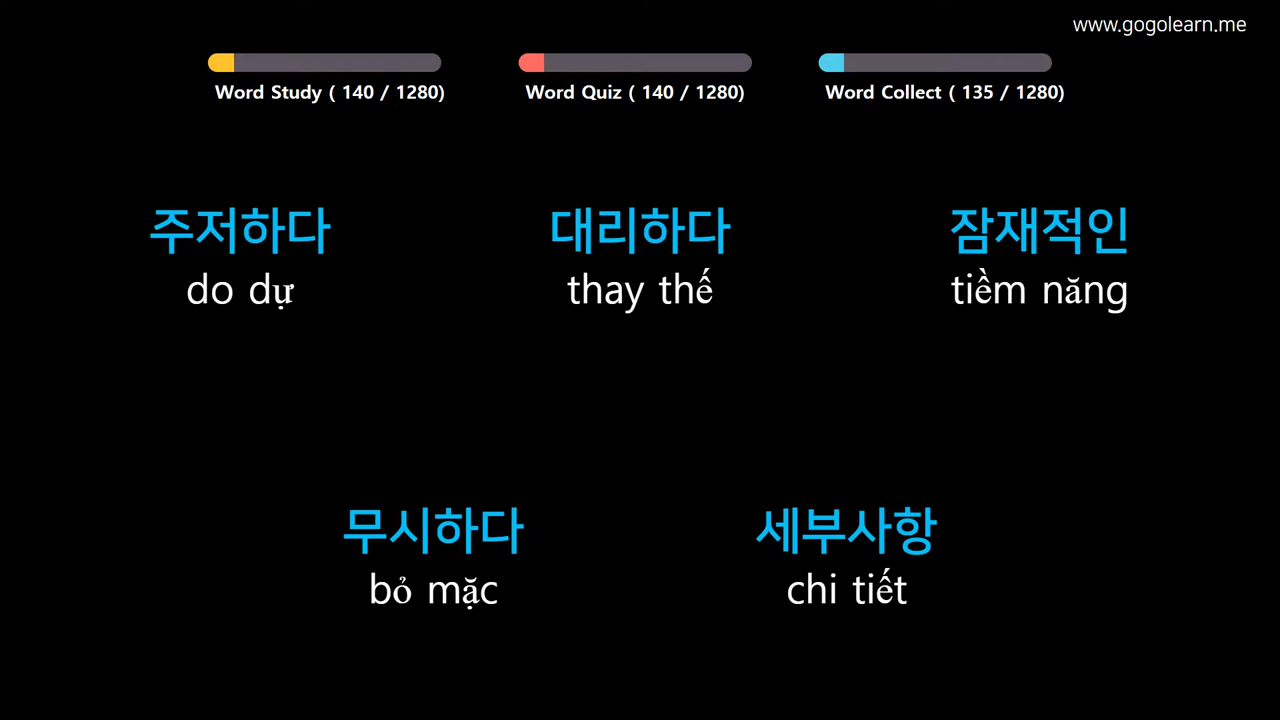 www.gogolearn.me
Word Study ( 140 / 1280)
Word Quiz ( 140 / 1280)
Word Collect ( 135 / 1280)
주저하다
do dự
대리하다
thay thế
잠재적인
tiềm năng
무시하다
bỏ mặc
세부사항
chi tiết